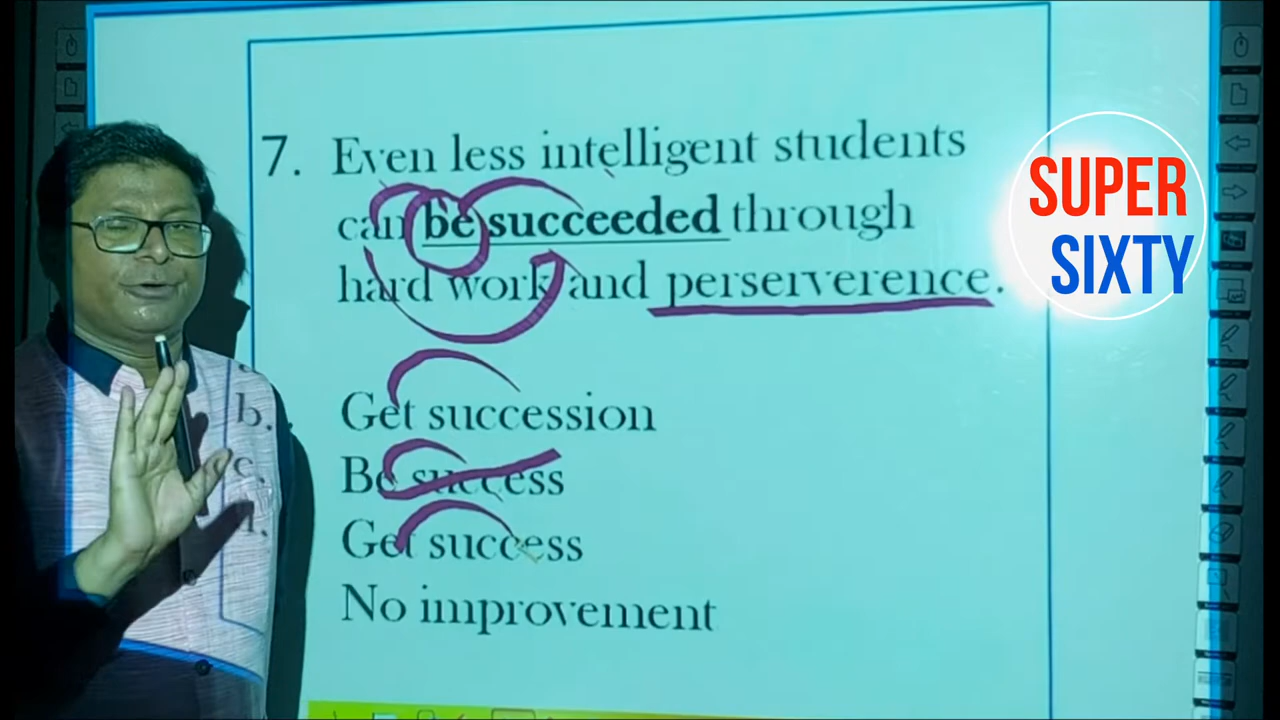 7. Even less intelligent students
can be succeeded through
hard work and perserverence.
Get succession
b. Be success
c. Get success
No improvement
SUPER
SIXTY